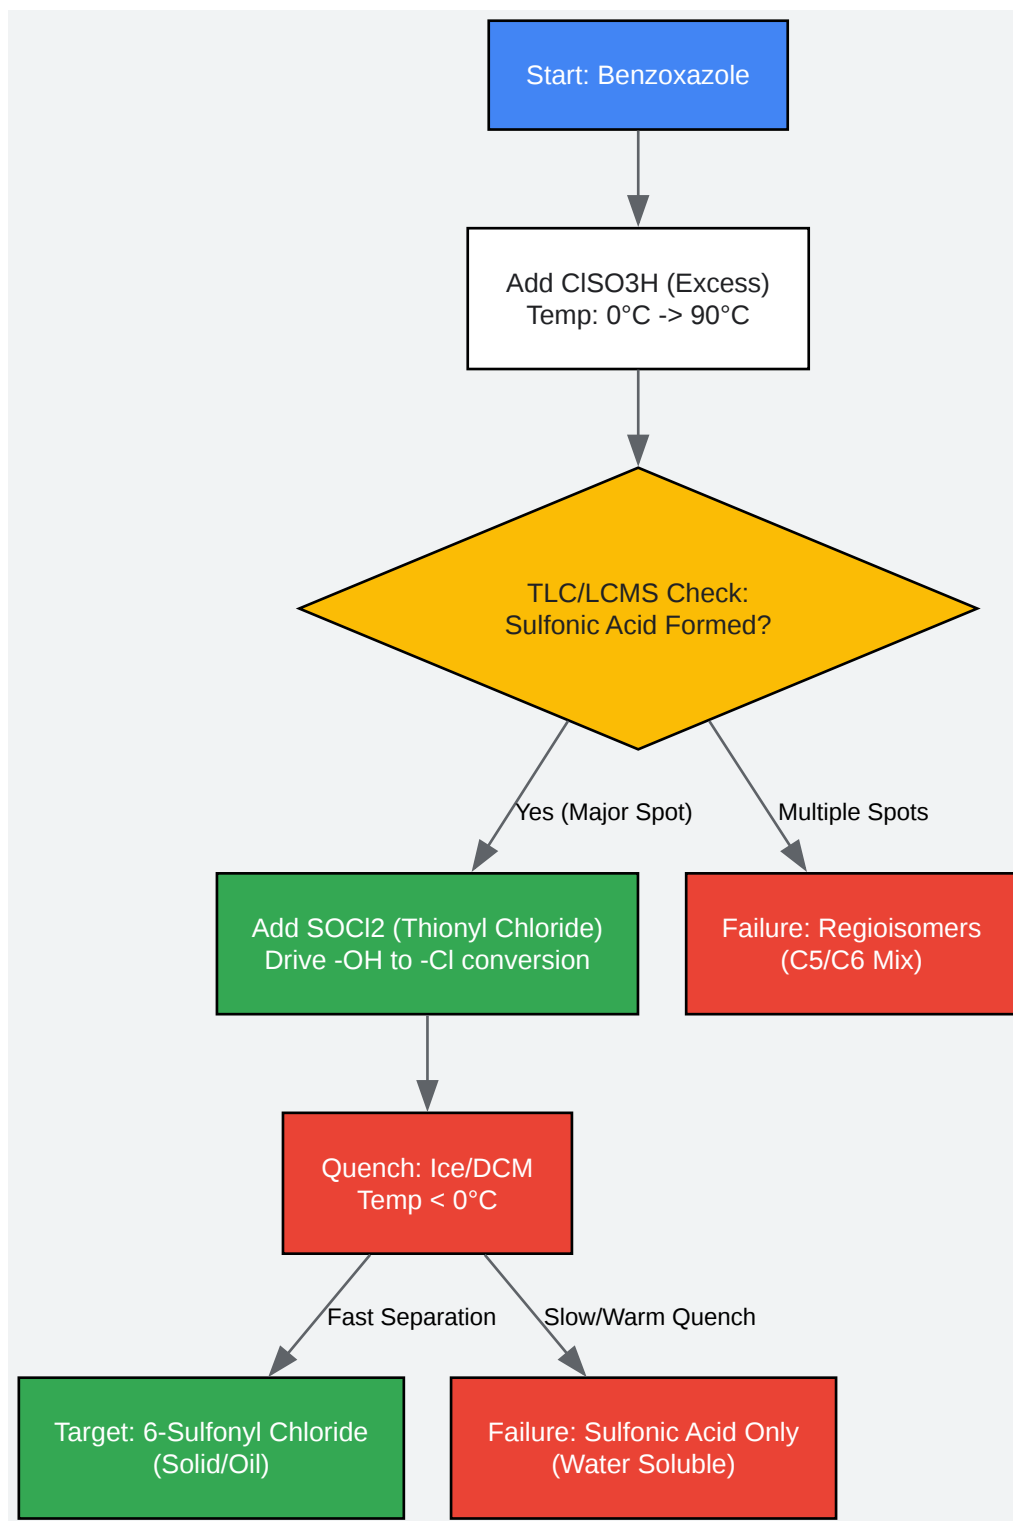 Start: Benzoxazole
Add ClSO3H (Excess)
Temp: 0°C -> 90°C
TLC/LCMS Check:
Sulfonic Acid Formed?
Yes (Major Spot)
Multiple Spots
Add SOCl2 (Thionyl Chloride)
Drive -OH to -Cl conversion
Failure: Regioisomers
(C5/C6 Mix)
Quench: Ice/DCM
Temp < 0°C
Fast Separation
Slow/Warm Quench
Target: 6-Sulfonyl Chloride
(Solid/Oil)
Failure: Sulfonic Acid Only
(Water Soluble)